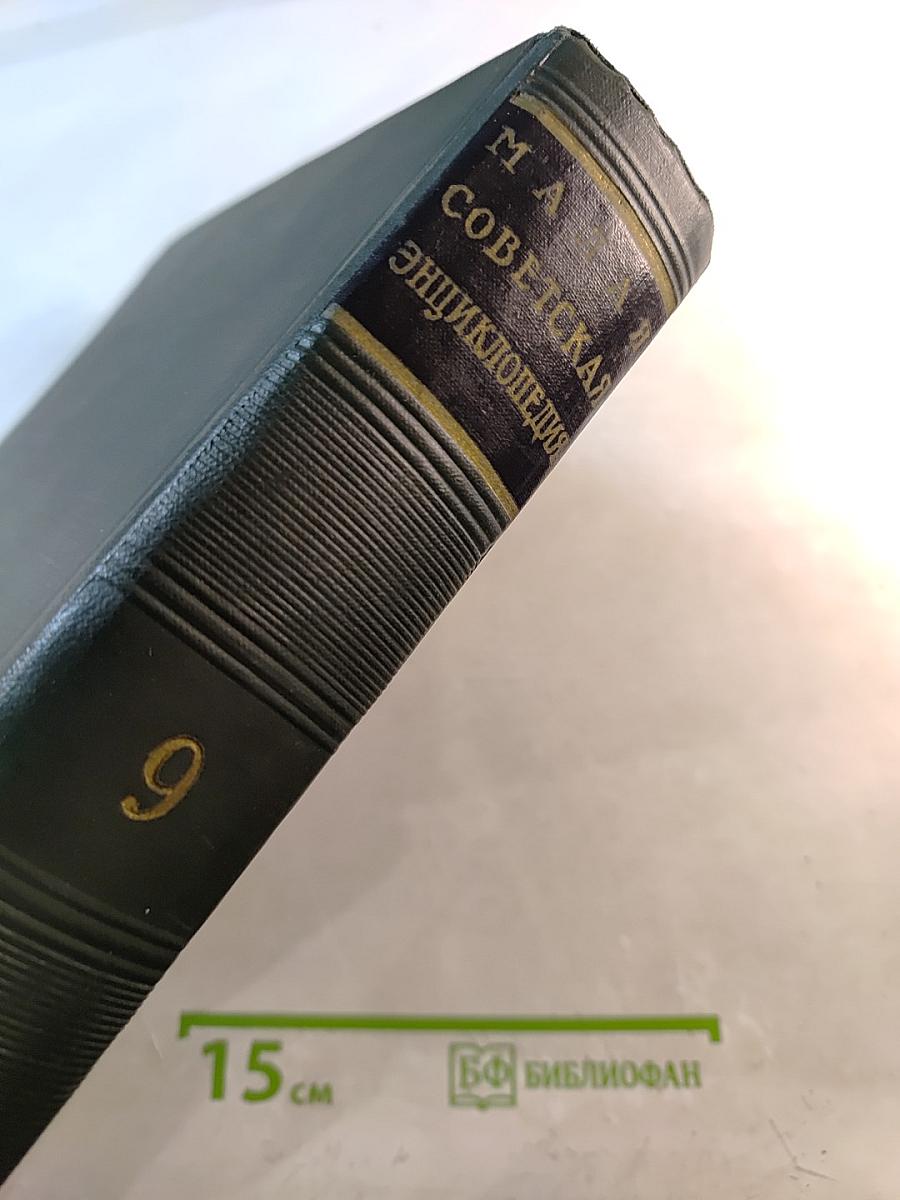 МАЛАЯ
СОВЕТСКАЯ
ЭНЦИКЛОПЕДИЯ
9
15 см
БФ БИБЛИОФАН